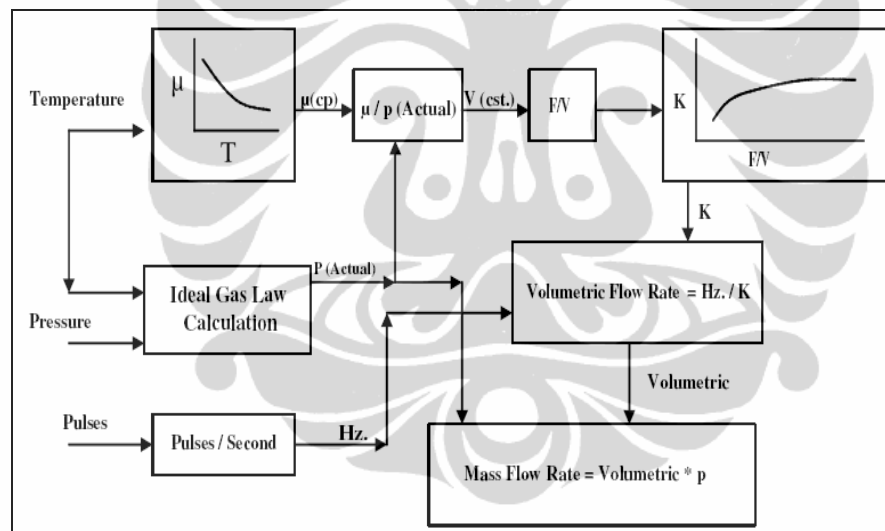 Temperature
μ
T
μ(cp)
μ / p (Actual)
V (cst.)
F/V
K
F/V
K
Pressure
Ideal Gas Law
Calculation
P (Actual)
Volumetric Flow Rate = Hz. / K
Volumetric
Pulses
Pulses / Second
Hz.
Mass Flow Rate = Volumetric * p